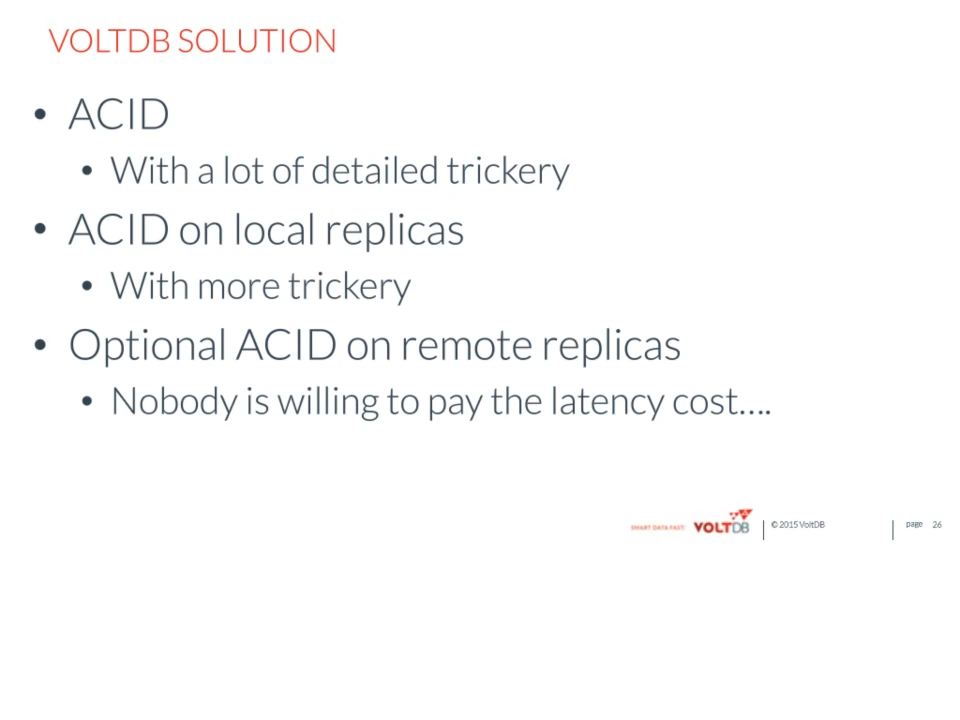 VOLTDB SOLUTION
• ACID
• With a lot of detailed trickery
• ACID on local replicas
• With more trickery
• Optional ACID on remote replicas
• Nobody is willing to pay the latency cost....
SMART DATA FAST. VOLTDB © 2015 VoltDB page 26